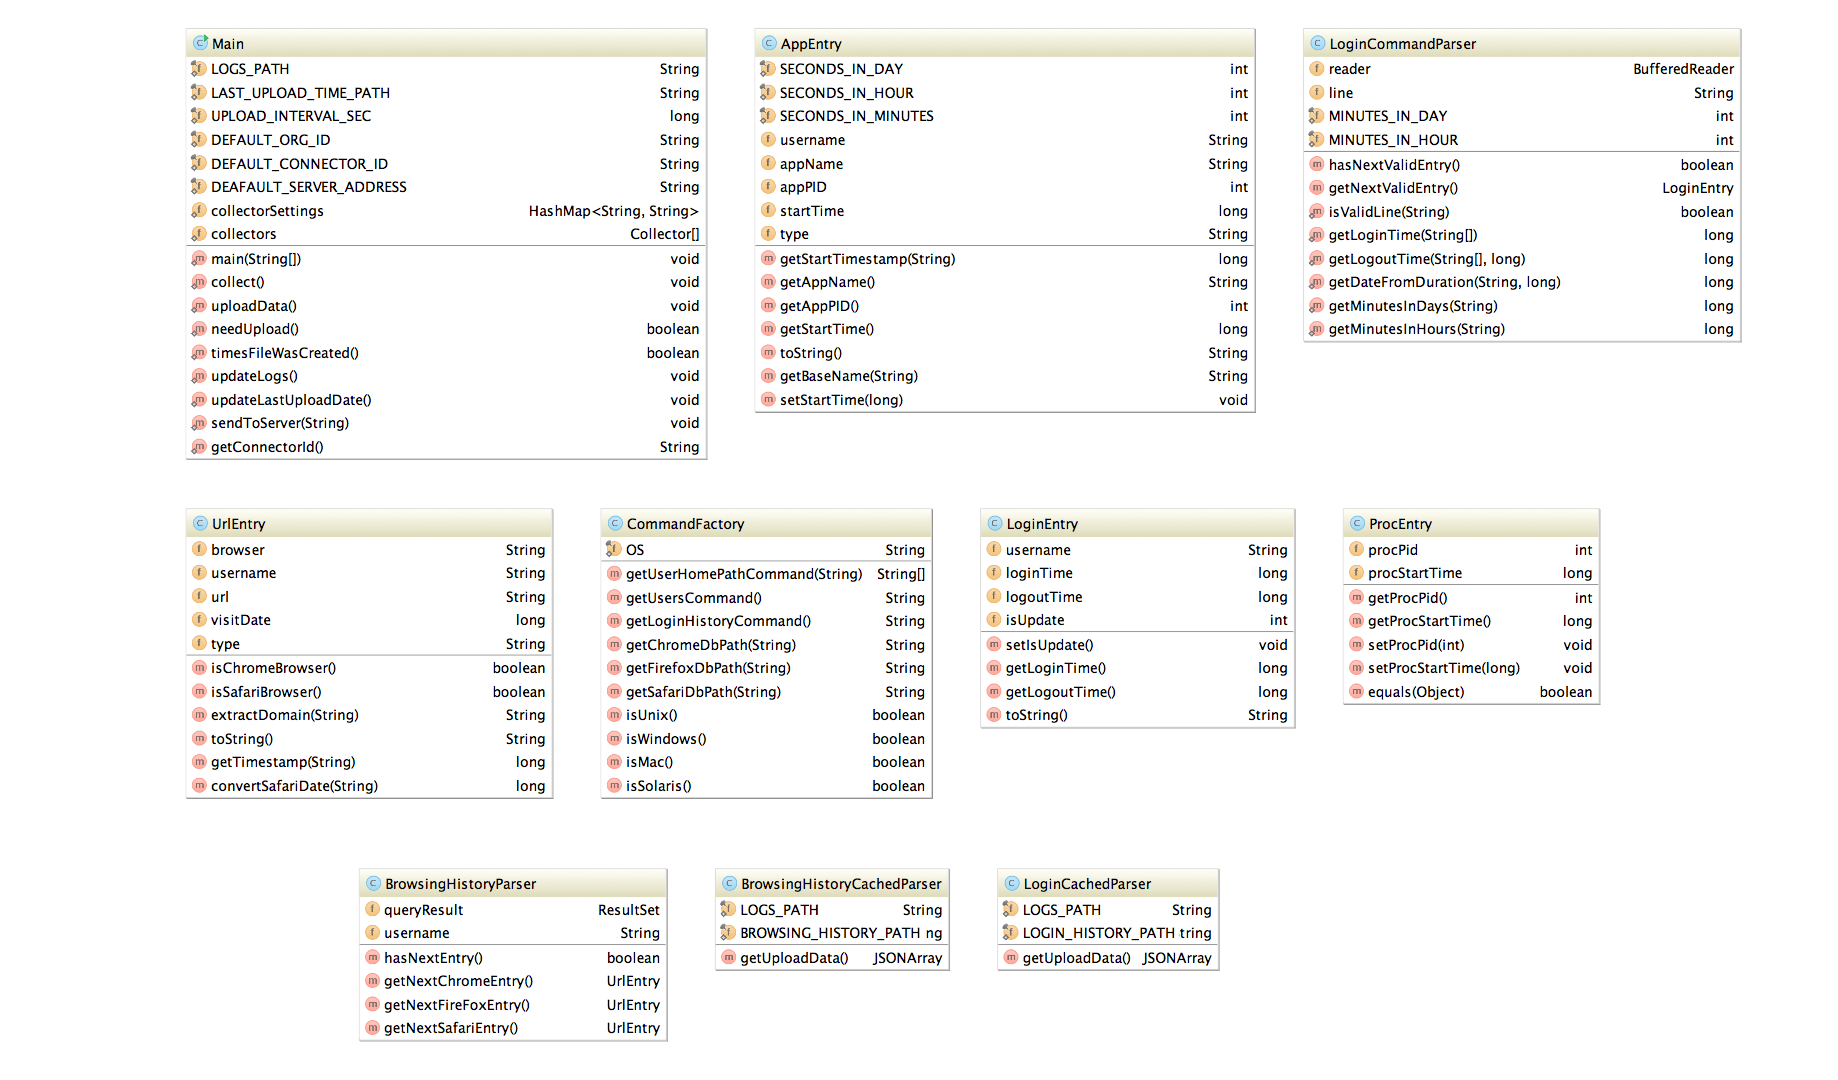 Main
LOGS_PATH String
LAST_UPLOAD_TIME_PATH String
UPLOAD_INTERVAL_SEC long
DEFAULT_ORG_ID String
DEFAULT_CONNECTOR_ID String
DEAFAULT_SERVER_ADDRESS String
collectorSettings HashMap<String, String>
collectors Collector[]
main(String[]) void
collect() void
uploadData() void
needUpload() boolean
timesFileWasCreated() boolean
updateLogs() void
updateLastUploadDate() void
sendToServer(String) void
getConnectorId() String
AppEntry
SECONDS_IN_DAY int
SECONDS_IN_HOUR int
SECONDS_IN_MINUTES int
username String
appName String
appPID int
startTime long
type String
getStartTimestamp(String) long
getAppName() String
getAppPID() int
getStartTime() long
toString() String
getBaseName(String) String
setStartTime(long) void
LoginCommandParser
reader BufferedReader
line String
MINUTES_IN_DAY int
MINUTES_IN_HOUR int
hasNextValidEntry() boolean
getNextValidEntry() LoginEntry
isValidLine(String) boolean
getLoginTime(String[]) long
getLogoutTime(String[], long) long
getDateFromDuration(String, long) long
getMinutesInDays(String) long
getMinutesInHours(String) long
UrlEntry
browser String
username String
url String
visitDate long
type String
isChromeBrowser() boolean
isSafariBrowser() boolean
extractDomain(String) String
toString() String
getTimestamp(String) long
convertSafariDate(String) long
CommandFactory
OS String
getUserHomePathCommand(String) String[]
getUsersCommand() String
getLoginHistoryCommand() String
getChromeDbPath(String) String
getFirefoxDbPath(String) String
getSafariDbPath(String) String
isUnix() boolean
isWindows() boolean
isMac() boolean
isSolaris() boolean
LoginEntry
username String
loginTime long
logoutTime long
isUpdate int
setIsUpdate() void
getLoginTime() long
getLogoutTime() long
toString() String
ProcEntry
procPid int
procStartTime long
getProcPid() int
getProcStartTime() long
setProcPid(int) void
setProcStartTime(long) void
equals(Object) boolean
BrowsingHistoryParser
queryResult ResultSet
username String
hasNextEntry() boolean
getNextChromeEntry() UrlEntry
getNextFireFoxEntry() UrlEntry
getNextSafariEntry() UrlEntry
BrowsingHistoryCachedParser
LOGS_PATH String
BROWSING_HISTORY_PATH ng
getUploadData() JSONArray
LoginCachedParser
LOGS_PATH String
LOGIN_HISTORY_PATH tring
getUploadData() JSONArray